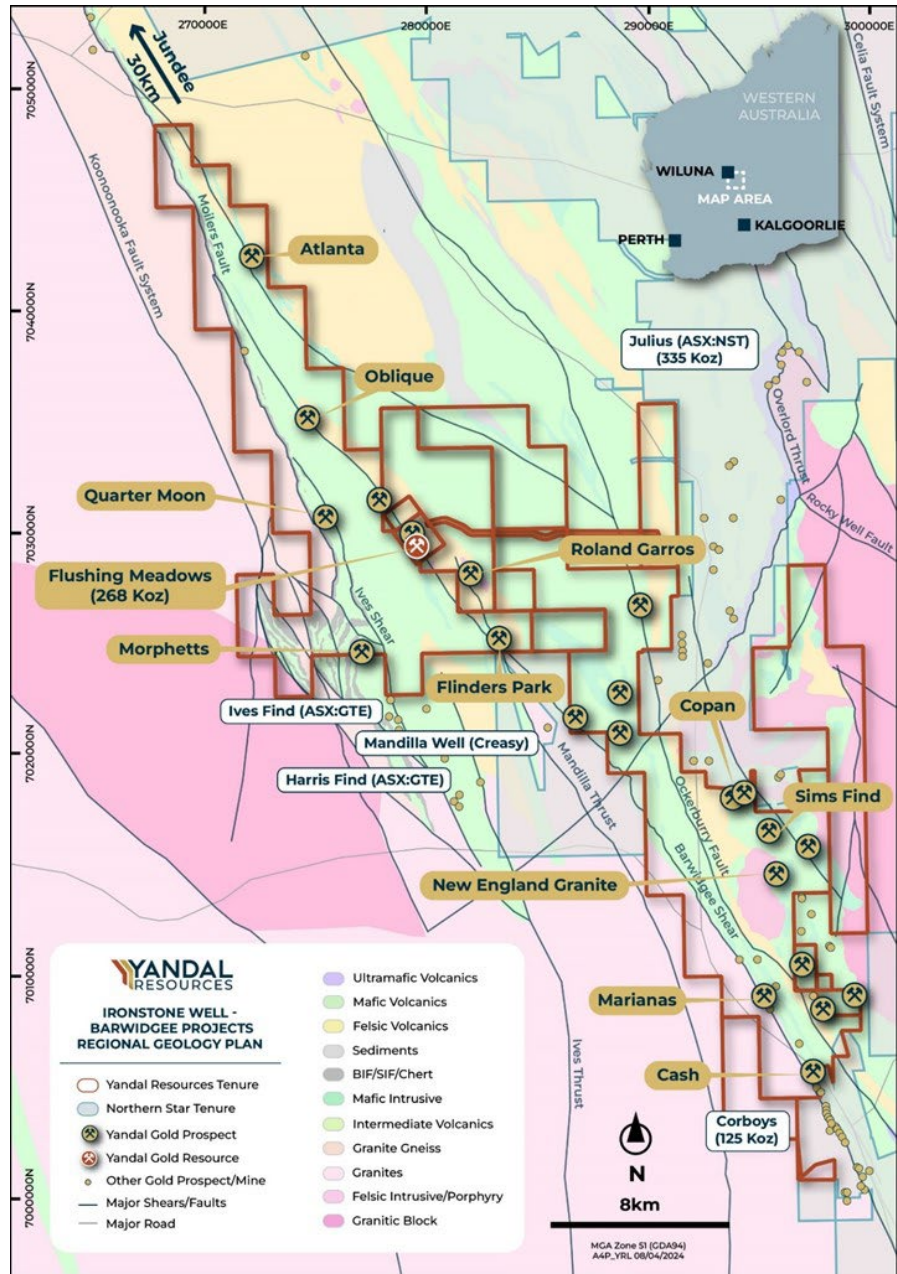 270000E
280000E
290000E
300000E
7050000N
7040000N
7030000N
7020000N
7010000N
7000000N
Jundee
30km
Koonoonooka Fault System
Moilers Fault
Celia Fault System
WESTERN
AUSTRALIA
WILUNA
MAP AREA
KALGOORLIE
PERTH
Atlanta
Oblique
Julius (ASX:NST)
(335 Koz)
Overlord Thrust
Rocky Well Fault
Quarter Moon
Roland Garros
Flushing Meadows
(268 Koz)
Ives Shear
Morphetts
Flinders Park
Ives Find (ASX:GTE)
Copan
Mandilla Well (Creasy)
Harris Find (ASX:GTE)
Mandilla Thrust
Sims Find
Ockerburry Fault
Barwidgee Shear
New England Granite
Marianas
Cash
Ives Thrust
Corboys
(125 Koz)
YANDAL
RESOURCES
IRONSTONE WELL -
BARWIDGEE PROJECTS
REGIONAL GEOLOGY PLAN
Yandal Resources Tenure
Northern Star Tenure
Yandal Gold Prospect
Yandal Gold Resource
Other Gold Prospect/Mine
Major Shears/Faults
Major Road
Ultramafic Volcanics
Mafic Volcanics
Felsic Volcanics
Sediments
BIF/SIF/Chert
Mafic Intrusive
Intermediate Volcanics
Granite Gneiss
Granites
Felsic Intrusive/Porphyry
Granitic Block
N
8km
MGA Zone 51 (GDA94)
A4P_YRL 08/04/2024